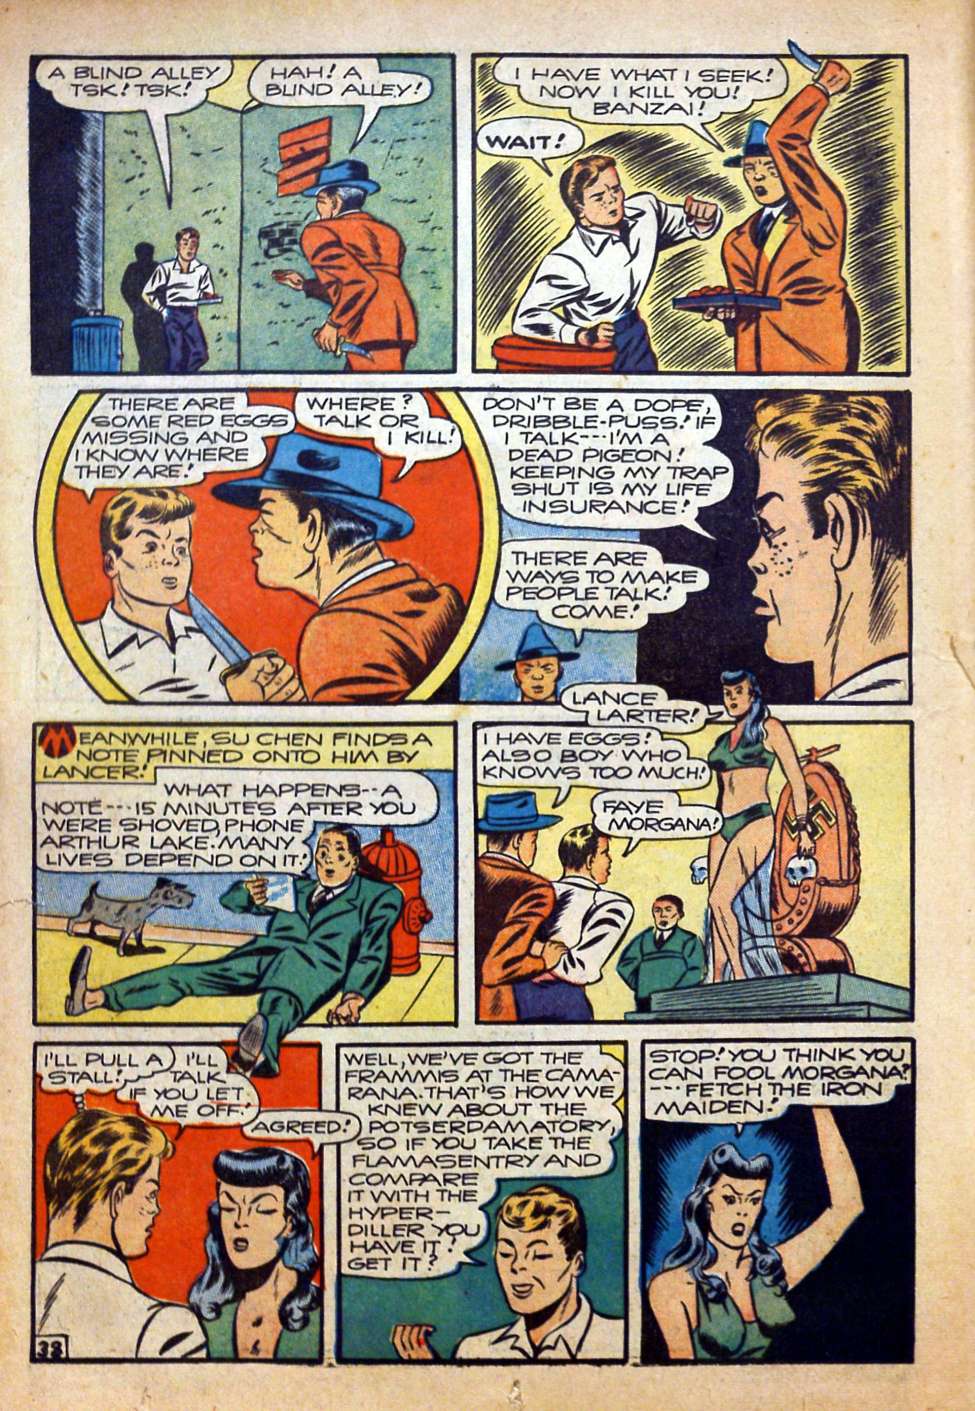 A BLIND ALLEY
TSK! TSK!
HAH! A
BLIND ALLEY!
I HAVE WHAT I SEEK!
NOW I KILL YOU!
BANZAI!
WAIT!
THERE ARE
SOME RED EGGS
MISSING AND
I KNOW WHERE
THEY ARE!
WHERE?
TALK OR
I KILL!
DON'T BE A DOPE,
DRIBBLE-PUSS! IF
I TALK---I'M A
DEAD PIGEON!
KEEPING MY TRAP
SHUT IS MY LIFE
INSURANCE!
THERE ARE
WAYS TO MAKE
PEOPLE TALK!
COME!
MEANWHILE, SU CHEN FINDS A
NOTE PINNED ONTO HIM BY
LANCER!
WHAT HAPPENS--A
NOTE---15 MINUTES AFTER YOU
WERE SHOVED, PHONE
ARTHUR LAKE. MANY
LIVES DEPEND ON IT!
LANCE
LARTER!
I HAVE EGGS!
ALSO BOY WHO
KNOWS TOO MUCH!
FAYE
MORGANA!
I'LL PULL A
STALL!
I'LL
TALK
IF YOU LET
ME OFF!
AGREED!
WELL, WE'VE GOT THE
FRAMMIS AT THE CAMA-
RANA. THAT'S HOW WE
KNEW ABOUT THE
POTSERDAMATORY,
SO IF YOU TAKE THE
FLAMASENTRY AND
COMPARE
IT WITH THE
HYPER-
DILLER YOU
HAVE IT!
GET IT?
STOP! YOU THINK YOU
CAN FOOL MORGANA?
---FETCH THE IRON
MAIDEN!
38